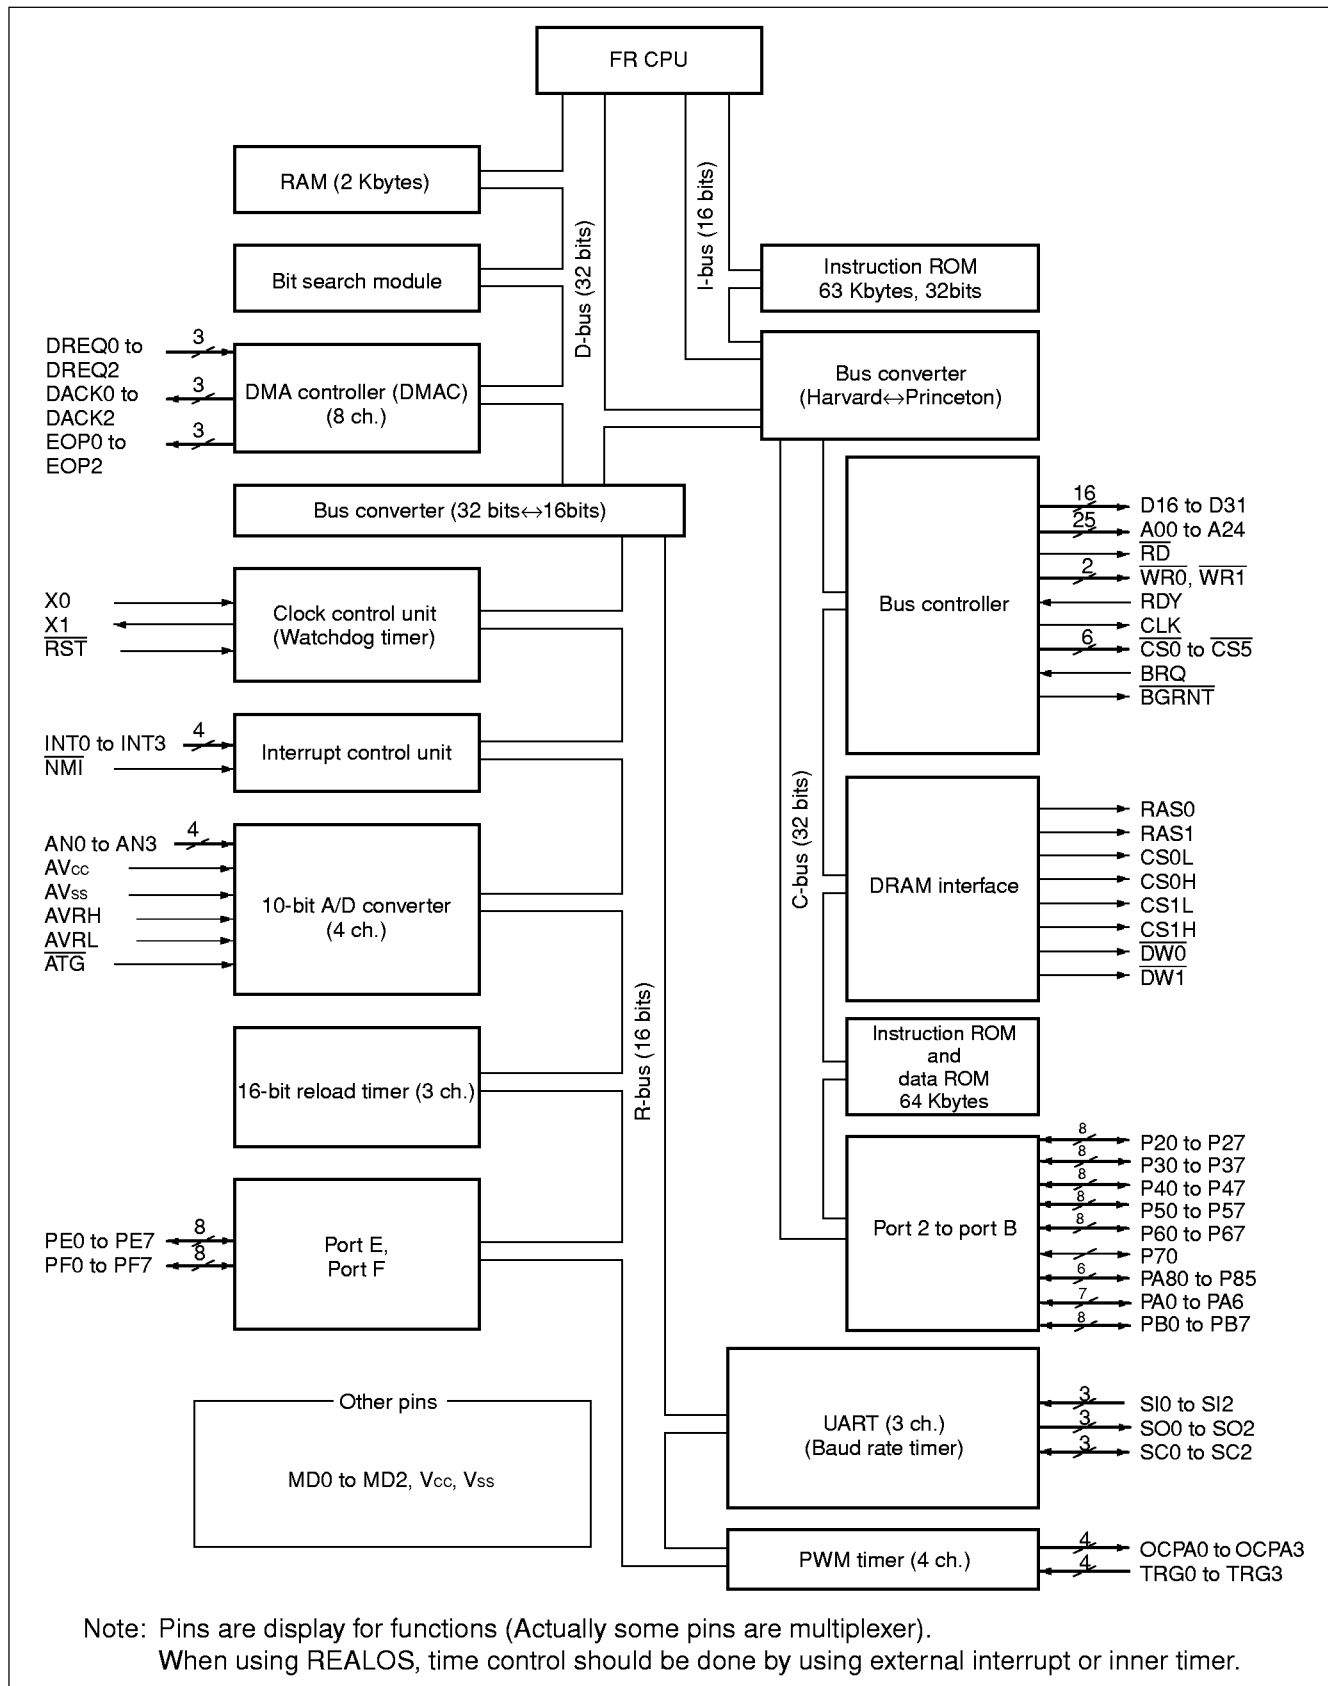 FR CPU
RAM (2 Kbytes)
Bit search module
D-bus (32 bits)
I-bus (16 bits)
Instruction ROM
63 Kbytes, 32bits
DREQ0 to
DREQ2
DACK0 to
DACK2
EOP0 to
EOP2
3
3
3
DMA controller (DMAC)
(8 ch.)
Bus converter
(Harvard↔Princeton)
Bus converter (32 bits↔16bits)
X0
X1
R̅S̅T̅
Clock control unit
(Watchdog timer)
Bus controller
16
D16 to D31
25
A00 to A24
R̅D̅
2
W̅R̅0̅, W̅R̅1̅
RDY
CLK
6
C̅S̅0̅ to C̅S̅5̅
BRQ
B̅G̅R̅N̅T̅
INT0 to INT3
4
N̅M̅I̅
Interrupt control unit
C-bus (32 bits)
AN0 to AN3
4
AVcc
AVss
AVRH
AVRL
A̅T̅G̅
10-bit A/D converter
(4 ch.)
DRAM interface
RAS0
RAS1
CS0L
CS0H
CS1L
CS1H
D̅W̅0̅
D̅W̅1̅
R-bus (16 bits)
16-bit reload timer (3 ch.)
Instruction ROM
and
data ROM
64 Kbytes
PE0 to PE7
8
PF0 to PF7
8
Port E,
Port F
Port 2 to port B
8
P20 to P27
8
P30 to P37
8
P40 to P47
8
P50 to P57
8
P60 to P67
P70
6
PA80 to P85
7
PA0 to PA6
8
PB0 to PB7
Other pins
MD0 to MD2, Vcc, Vss
UART (3 ch.)
(Baud rate timer)
3
SI0 to SI2
3
SO0 to SO2
3
SC0 to SC2
PWM timer (4 ch.)
4
OCPA0 to OCPA3
4
TRG0 to TRG3
Note: Pins are display for functions (Actually some pins are multiplexer).
When using REALOS, time control should be done by using external interrupt or inner timer.